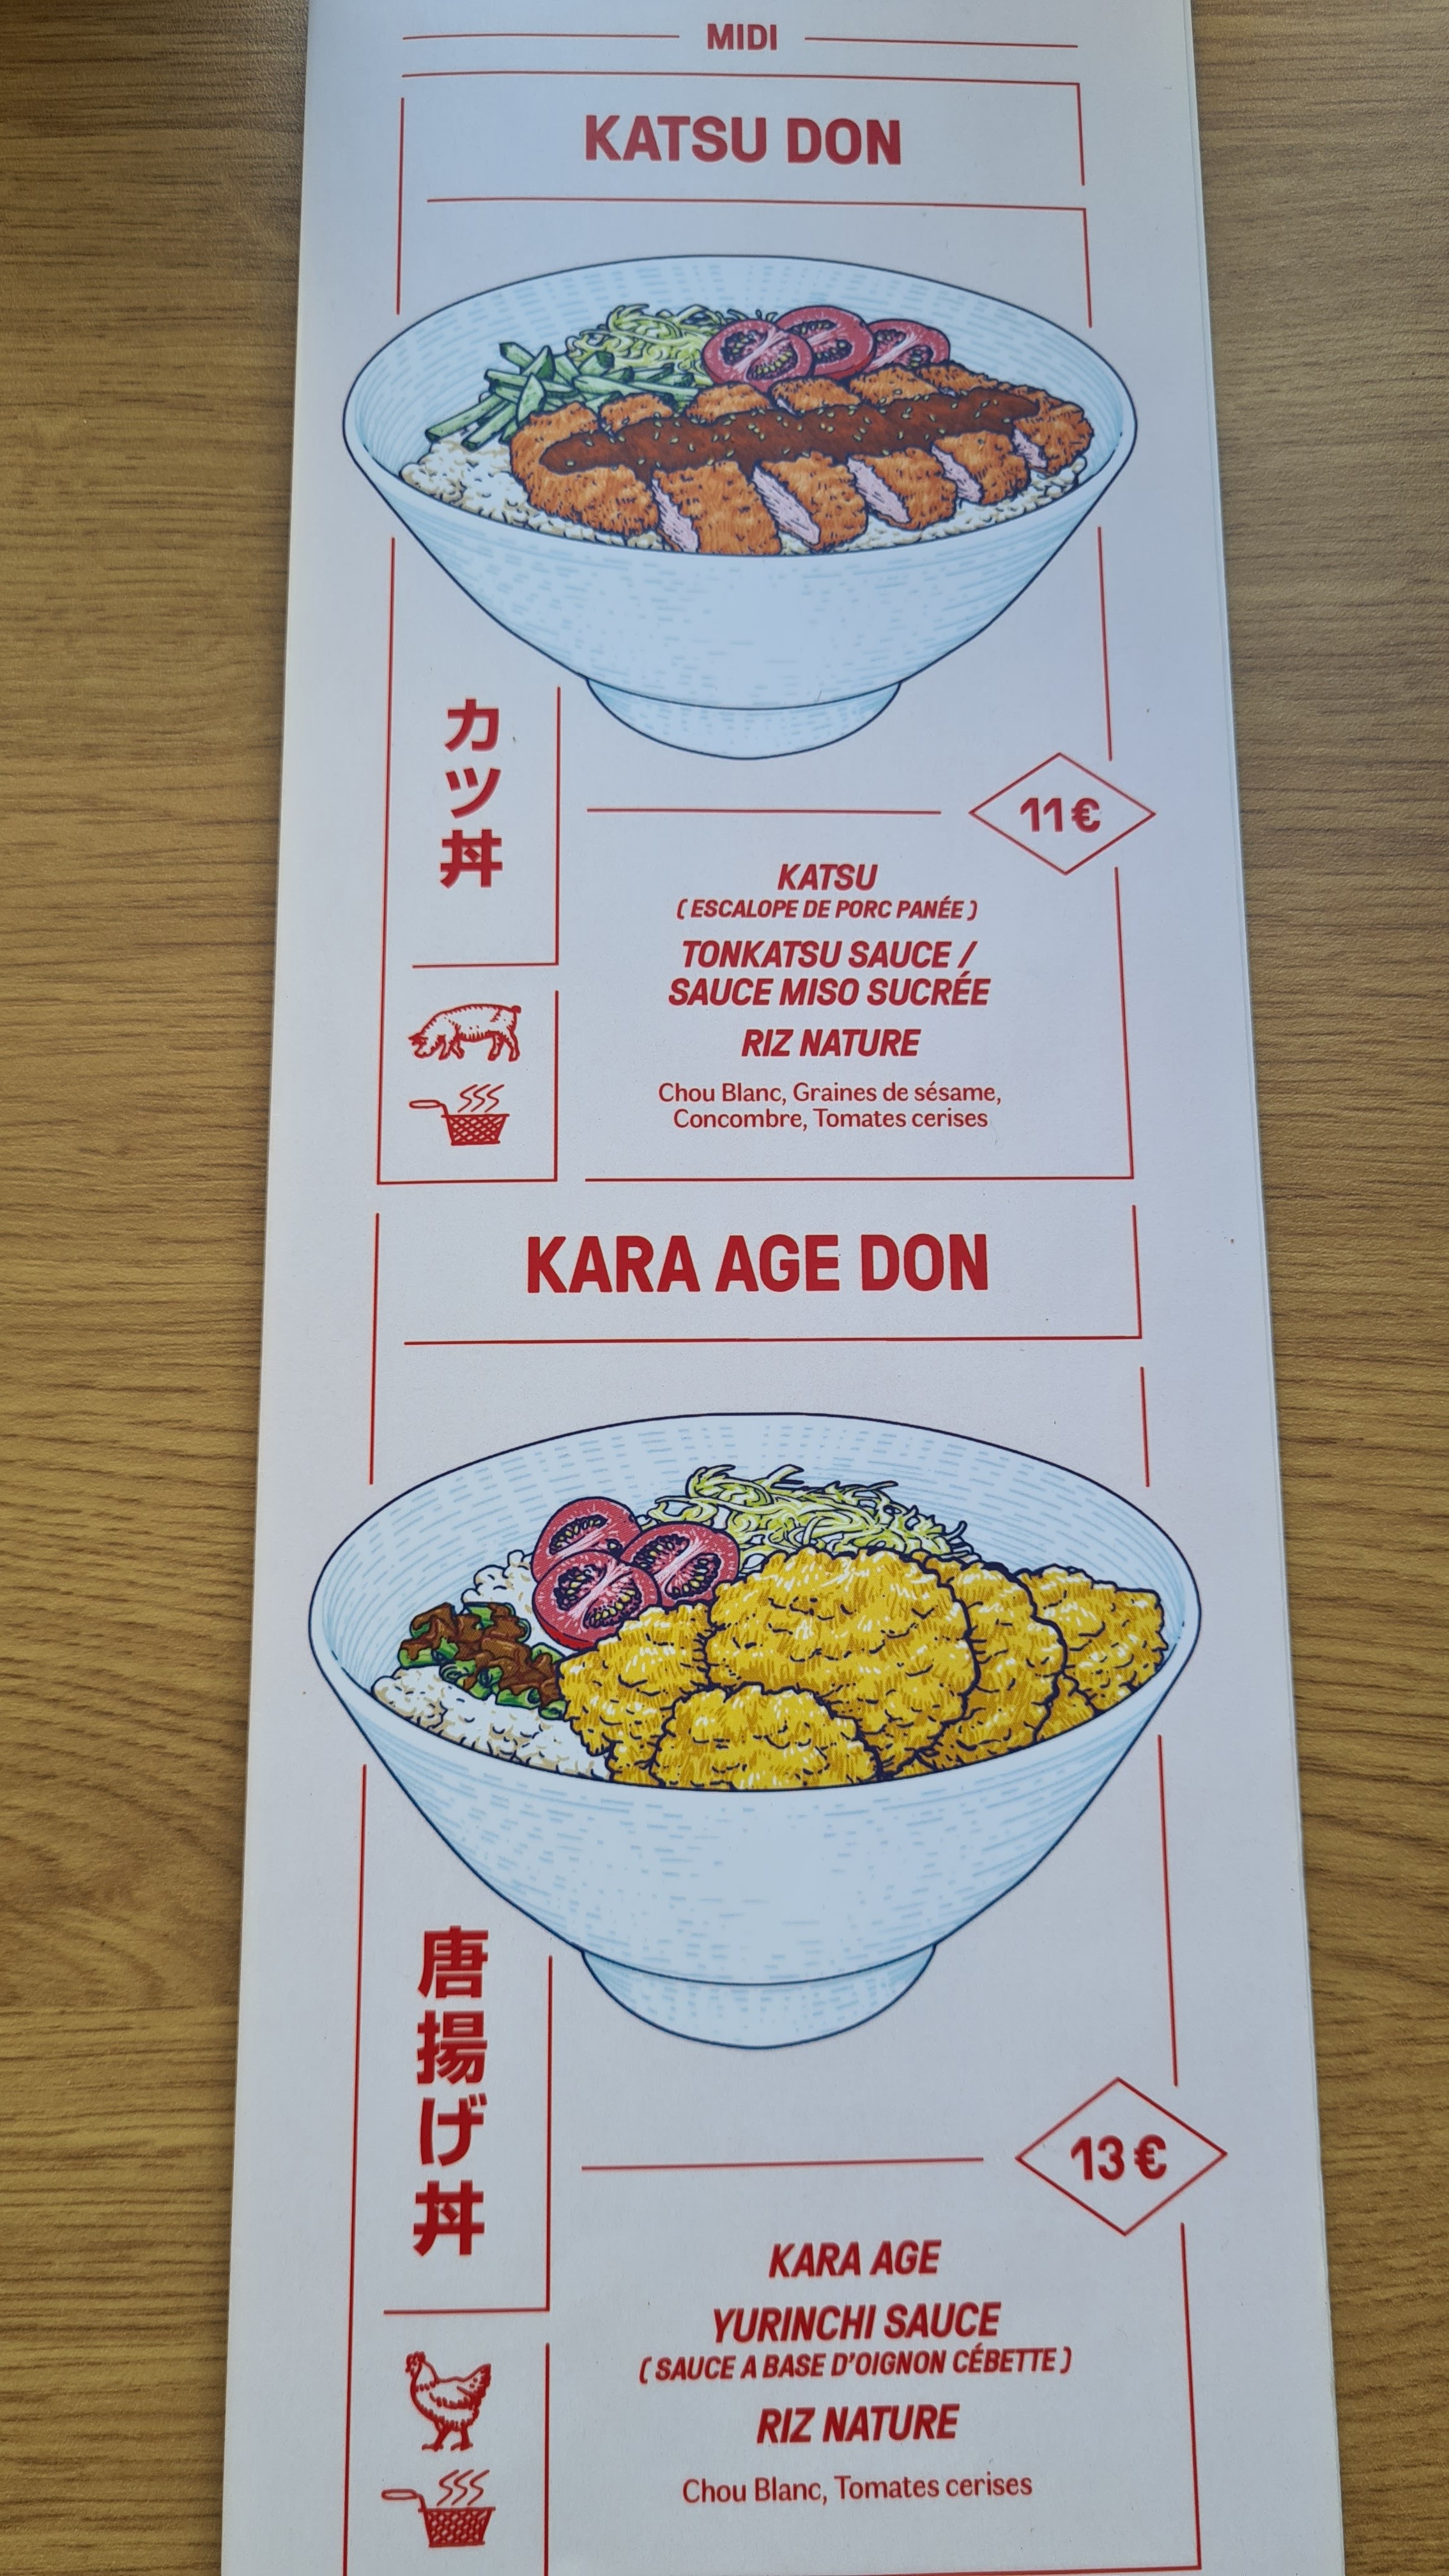 MIDI
KATSU DON
カツ丼
11€
KATSU
( ESCALOPE DE PORC PANÉE )
TONKATSU SAUCE /
SAUCE MISO SUCRÉE
RIZ NATURE
Chou Blanc, Graines de sésame,
Concombre, Tomates cerises
KARA AGE DON
唐揚げ丼
13€
KARA AGE
YURINCHI SAUCE
( SAUCE A BASE D'OIGNON CÉBETTE )
RIZ NATURE
Chou Blanc, Tomates cerises